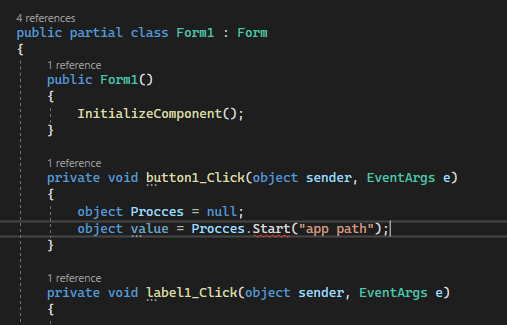 4 references
public partial class Form1 : Form
{
1 reference
public Form1()
{
InitializeComponent();
}
1 reference
private void button1_Click(object sender, EventArgs e)
{
object Procces = null;
object value = Procces.Start("app path");
}
1 reference
private void label1_Click(object sender, EventArgs e)
{